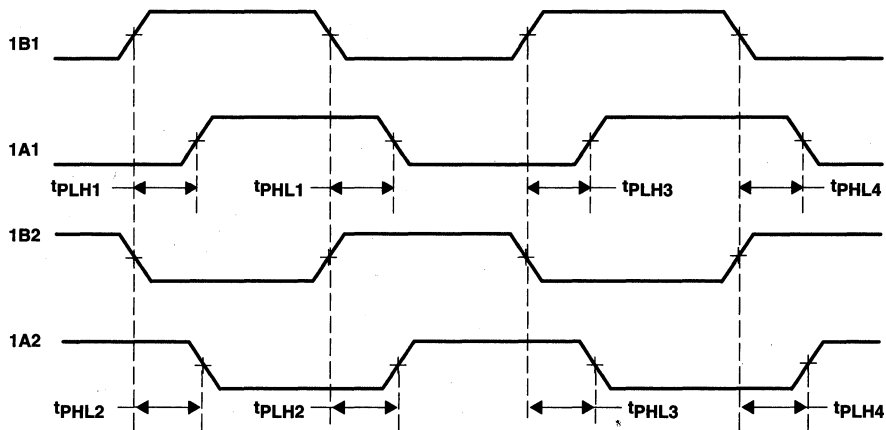 1B1
1A1
tPLH1 tPHL1 tPLH3 tPHL4
1B2
1A2
tPHL2 tPLH2 tPHL3 tPLH4